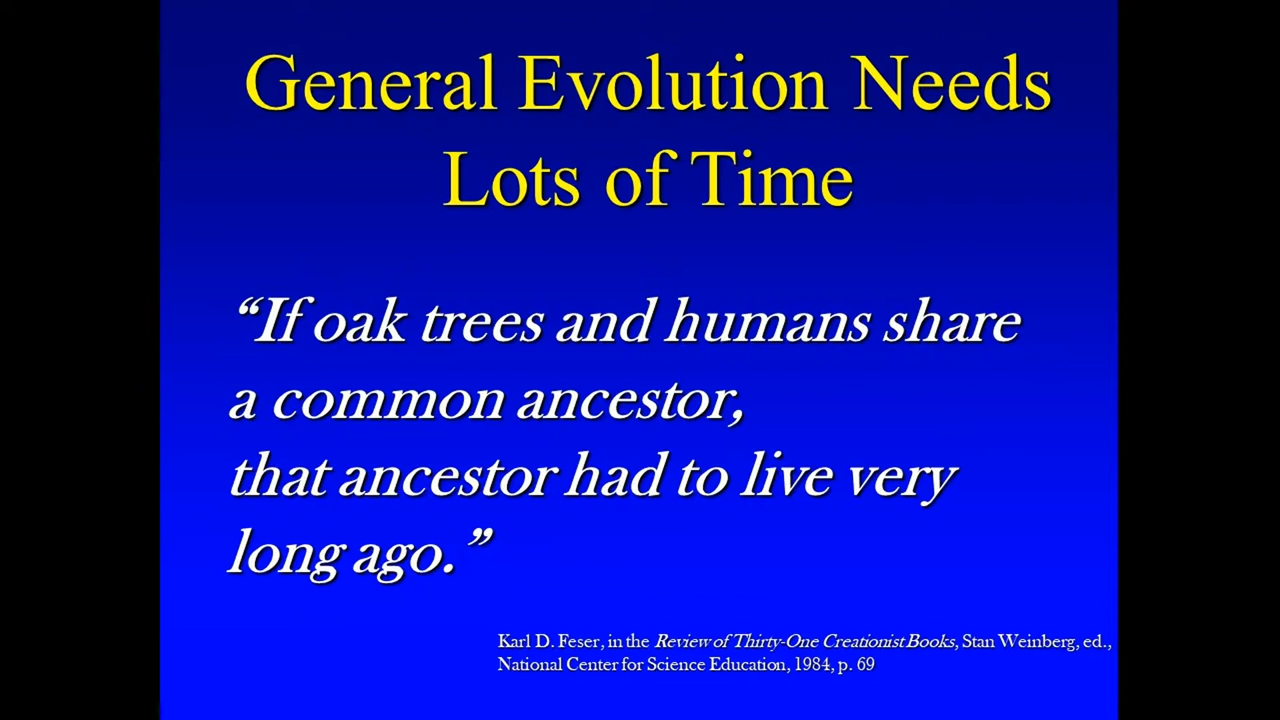 General Evolution Needs
Lots of Time
“If oak trees and humans share
a common ancestor,
that ancestor had to live very
long ago.”
Karl D. Feser, in the Review of Thirty-One Creationist Books, Stan Weinberg, ed.,
National Center for Science Education, 1984, p. 69